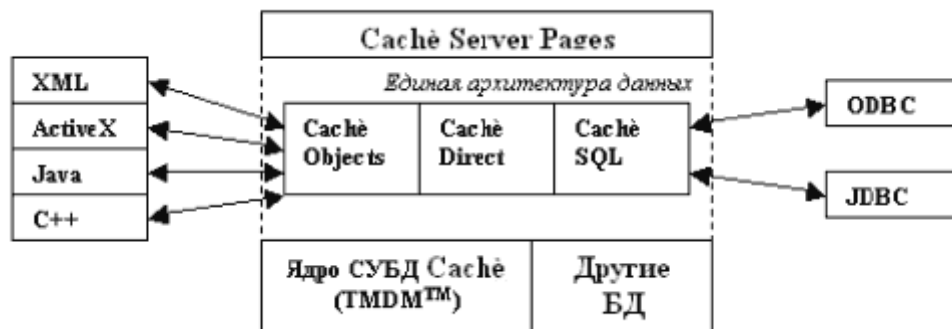 Cachè Server Pages
Единая архитектура данных
XML
ActiveX
Java
C++
Cachè
Objects
Cachè
Direct
Cachè
SQL
ODBC
JDBC
Ядро СУБД Cachè
(TMDM™)
Другие
БД